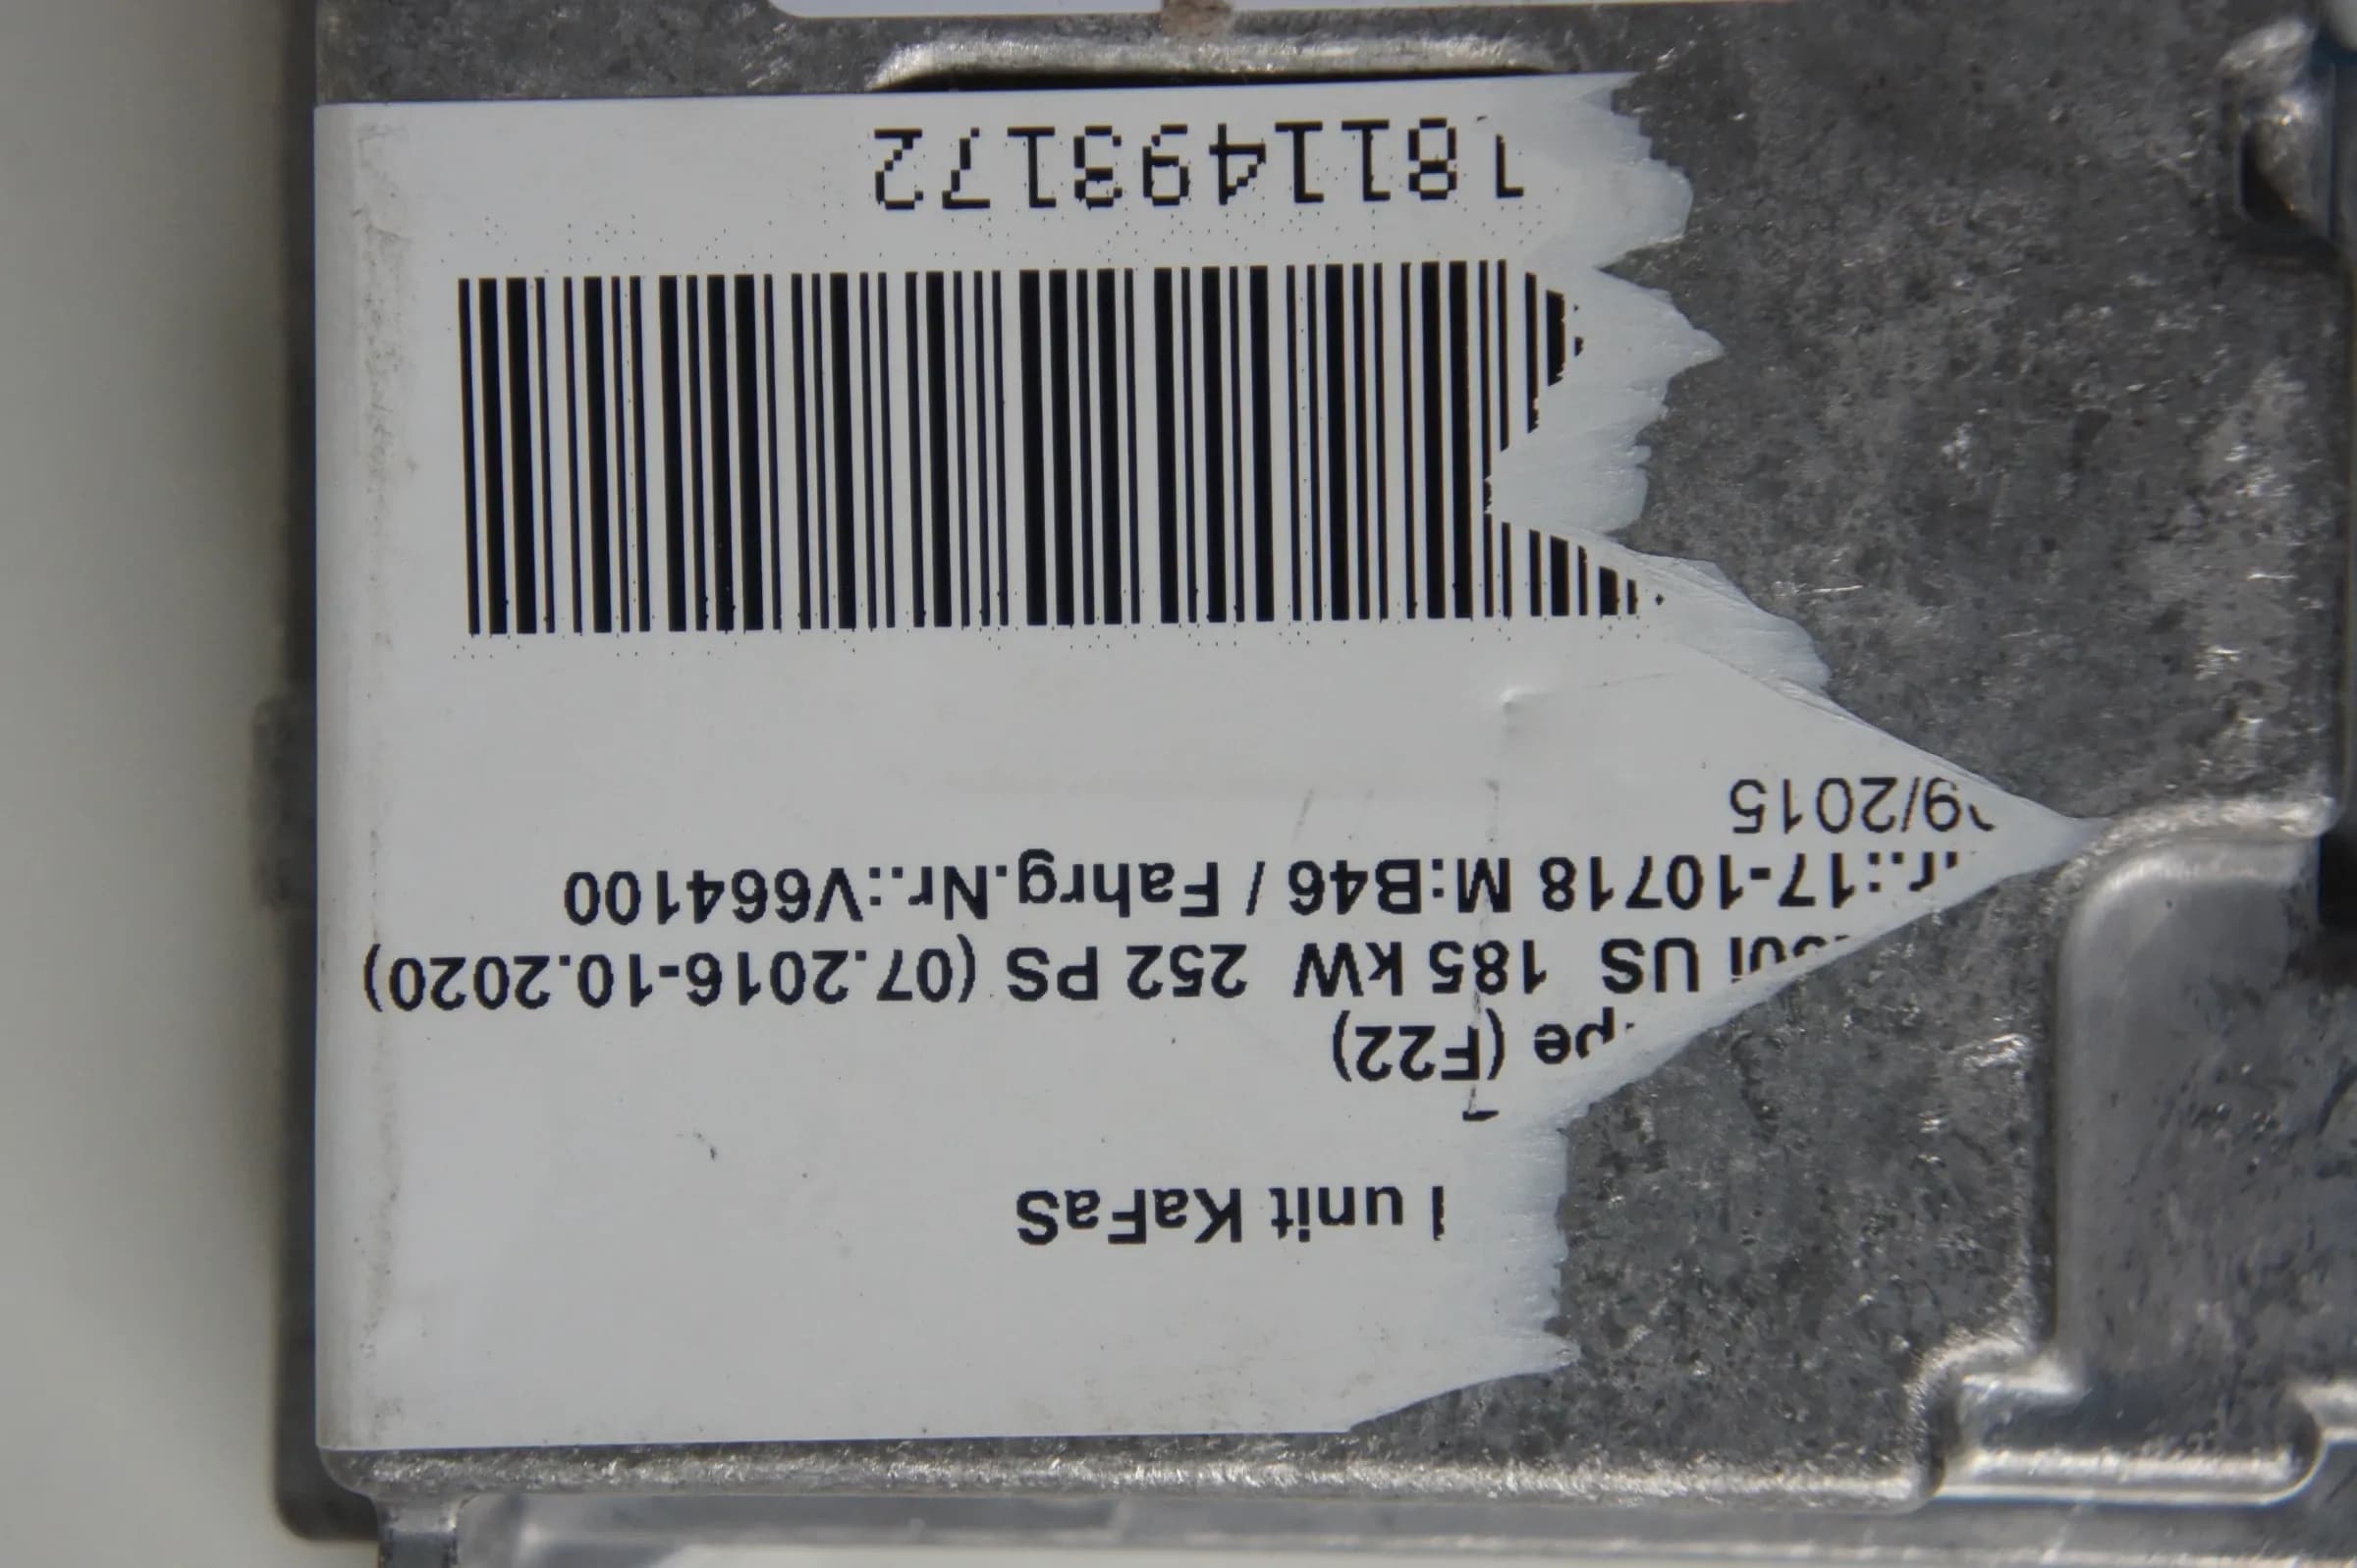 unit KaFaS
pe (F22)
US 185 kW 252 PS (07.2016-10.2020)
r.:17-10718 M:B46 / Fahrg.Nr.:V664100
9/2015
1811493172